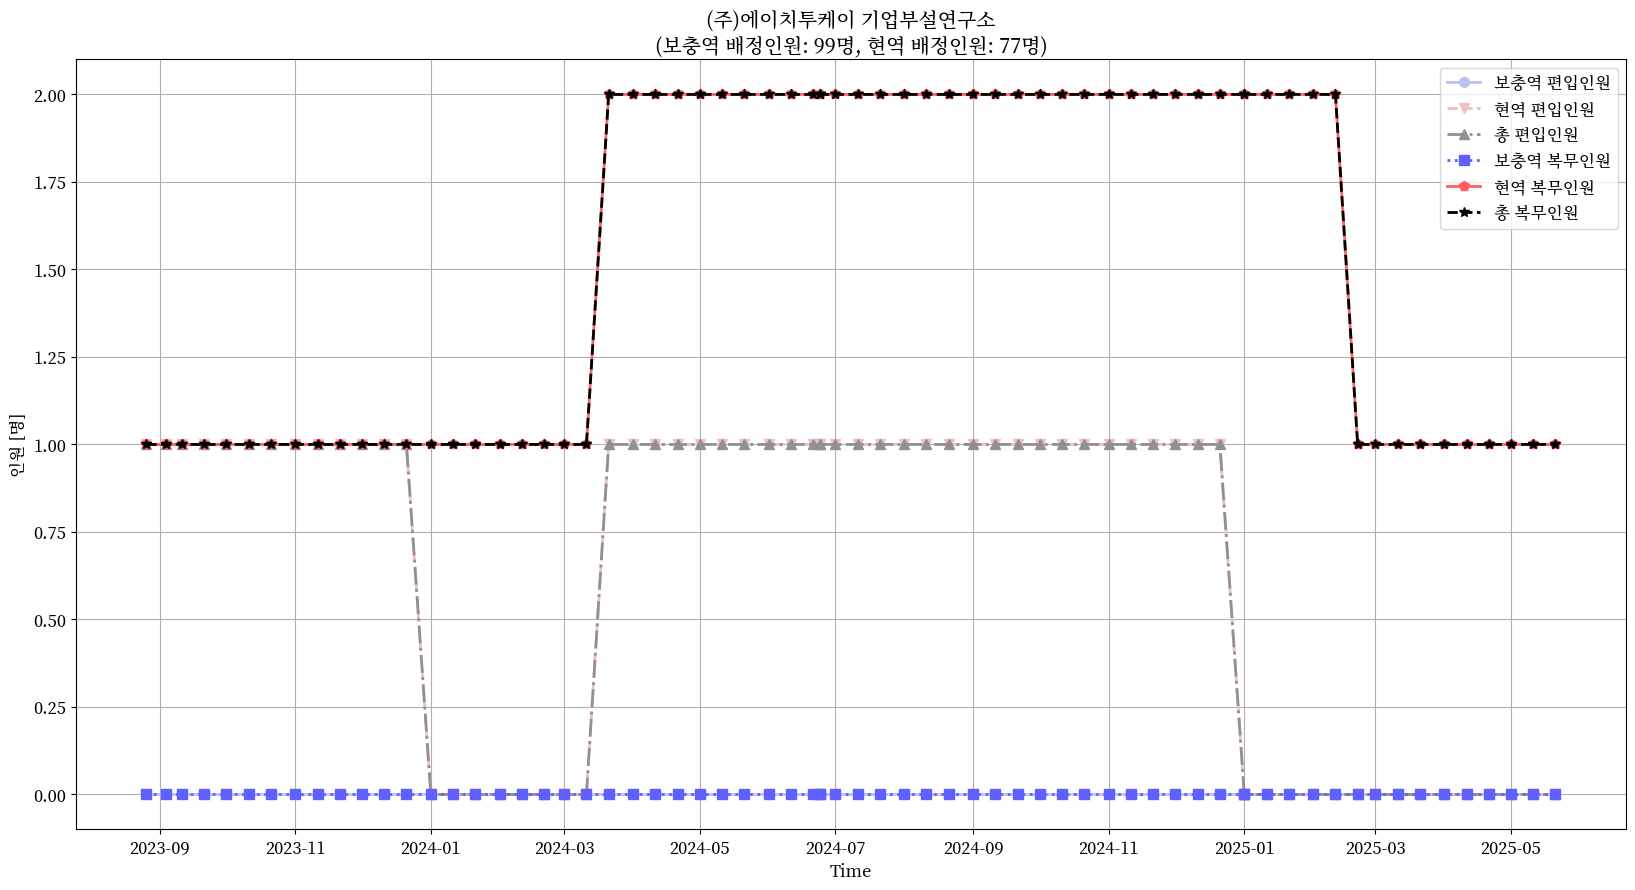 (주)에이치투케이 기업부설연구소
(보충역 배정인원: 99명, 현역 배정인원: 77명)
보충역 편입인원
현역 편입인원
총 편입인원
보충역 복무인원
현역 복무인원
총 복무인원
인원 [명]
2.00
1.75
1.50
1.25
1.00
0.75
0.50
0.25
0.00
2023-09 2023-11 2024-01 2024-03 2024-05 2024-07 2024-09 2024-11 2025-01 2025-03 2025-05
Time